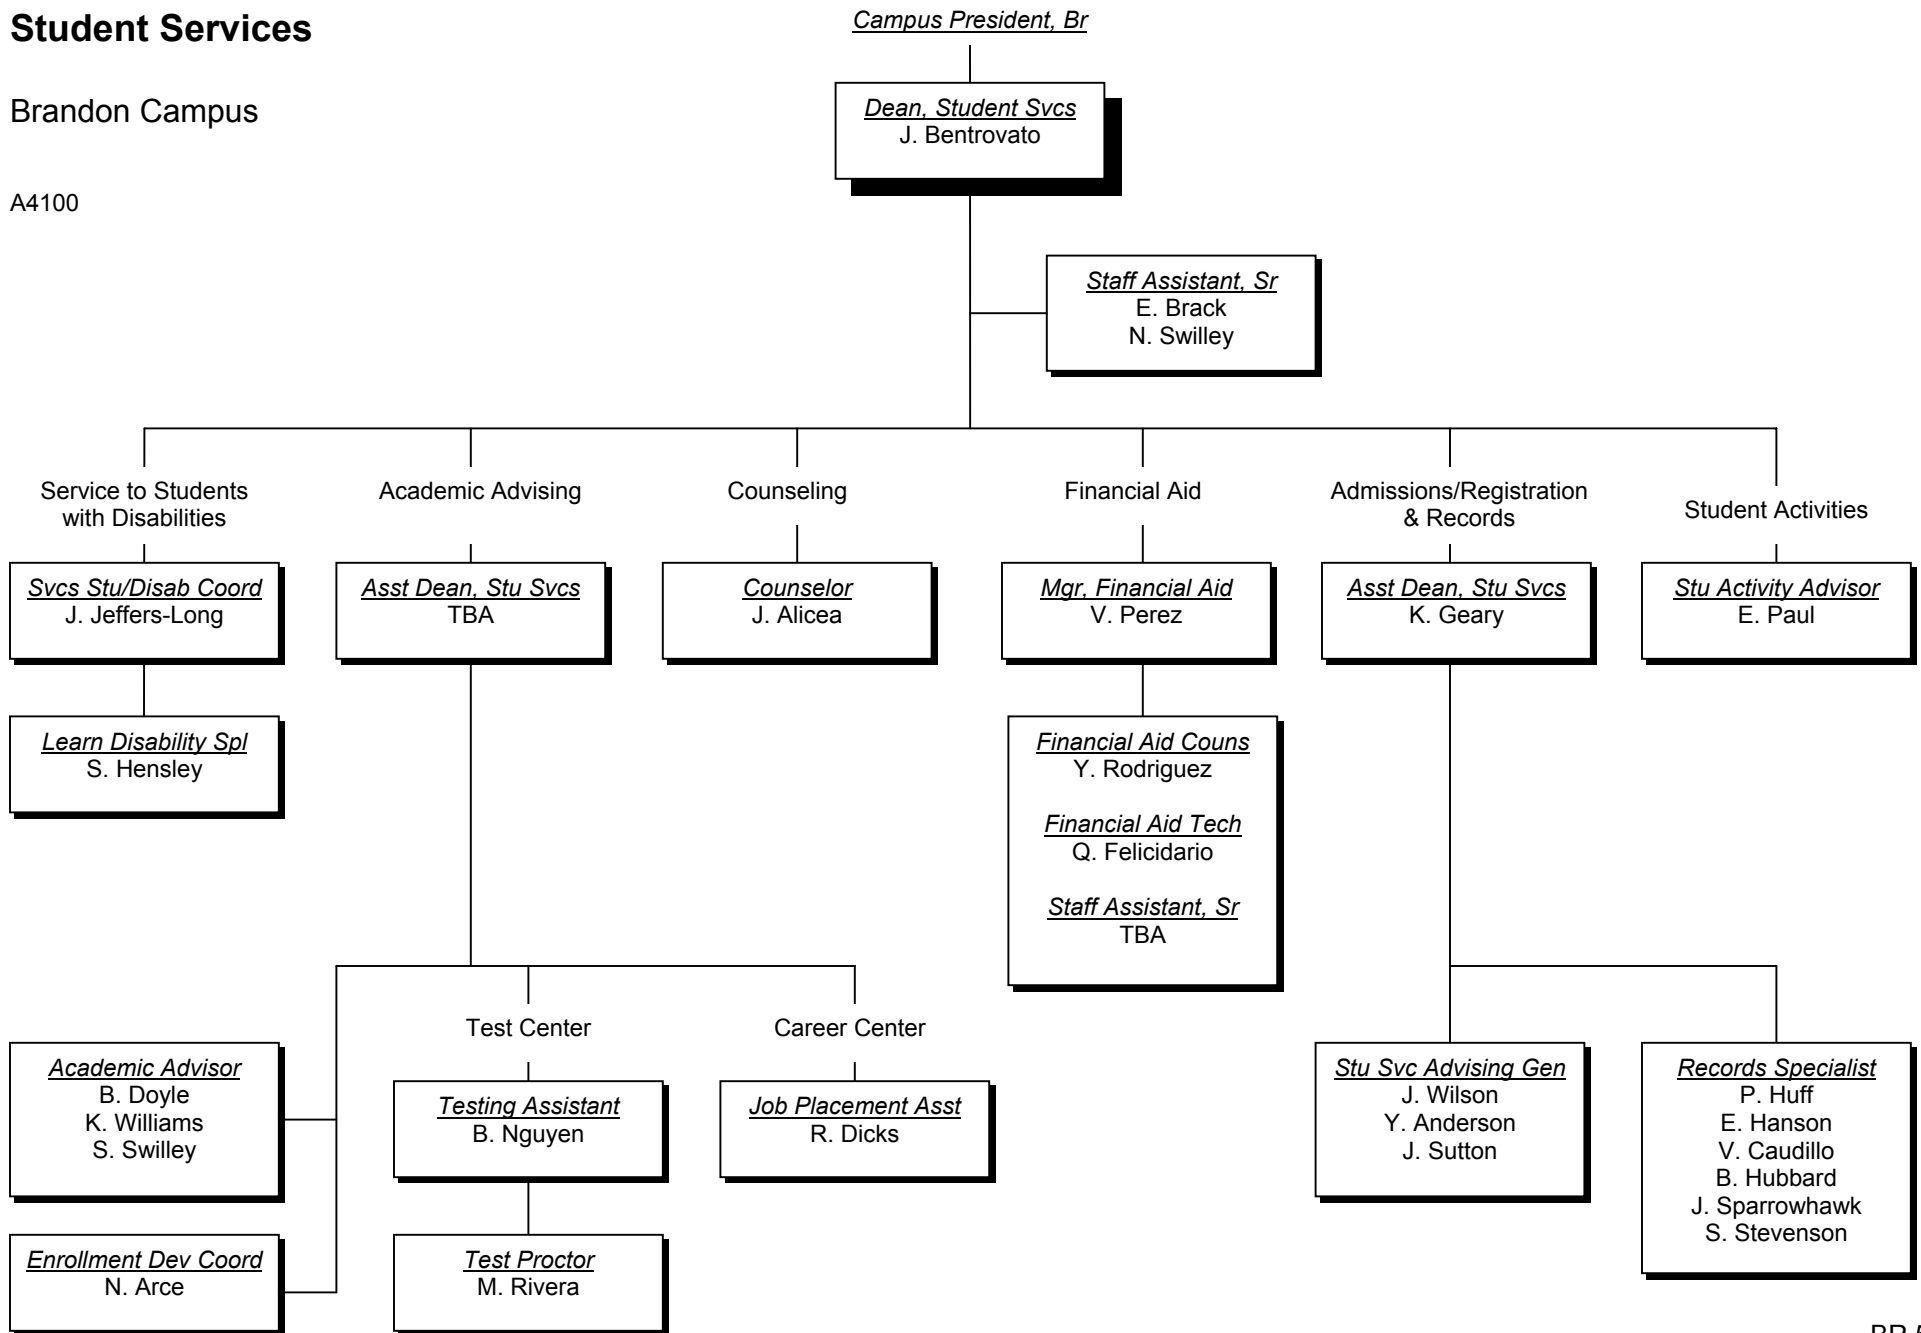 Student Services
Brandon Campus
A4100
Campus President, Br
Dean, Student Svcs
J. Bentrovato
Staff Assistant, Sr
E. Brack
N. Swilley
Service to Students
with Disabilities
Svcs Stu/Disab Coord
J. Jeffers-Long
Learn Disability Spl
S. Hensley
Academic Advising
Asst Dean, Stu Svcs
TBA
Academic Advisor
B. Doyle
K. Williams
S. Swilley
Enrollment Dev Coord
N. Arce
Test Center
Testing Assistant
B. Nguyen
Test Proctor
M. Rivera
Career Center
Job Placement Asst
R. Dicks
Counseling
Counselor
J. Alicea
Financial Aid
Mgr, Financial Aid
V. Perez
Financial Aid Couns
Y. Rodriguez
Financial Aid Tech
Q. Felicidario
Staff Assistant, Sr
TBA
Admissions/Registration
& Records
Asst Dean, Stu Svcs
K. Geary
Stu Svc Advising Gen
J. Wilson
Y. Anderson
J. Sutton
Records Specialist
P. Huff
E. Hanson
V. Caudillo
B. Hubbard
J. Sparrowhawk
S. Stevenson
Student Activities
Stu Activity Advisor
E. Paul
BR